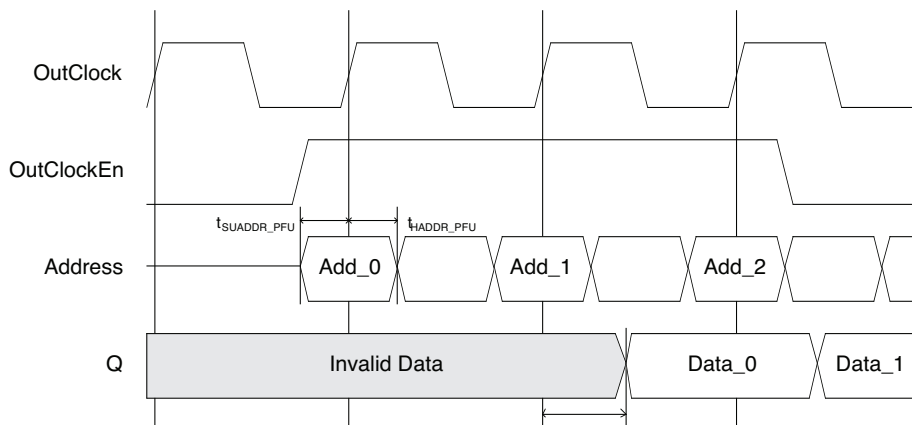 OutClock
OutClockEn
tSUADDR_PFU
tHADDR_PFU
Address
Add_0
Add_1
Add_2
Q
Invalid Data
Data_0
Data_1